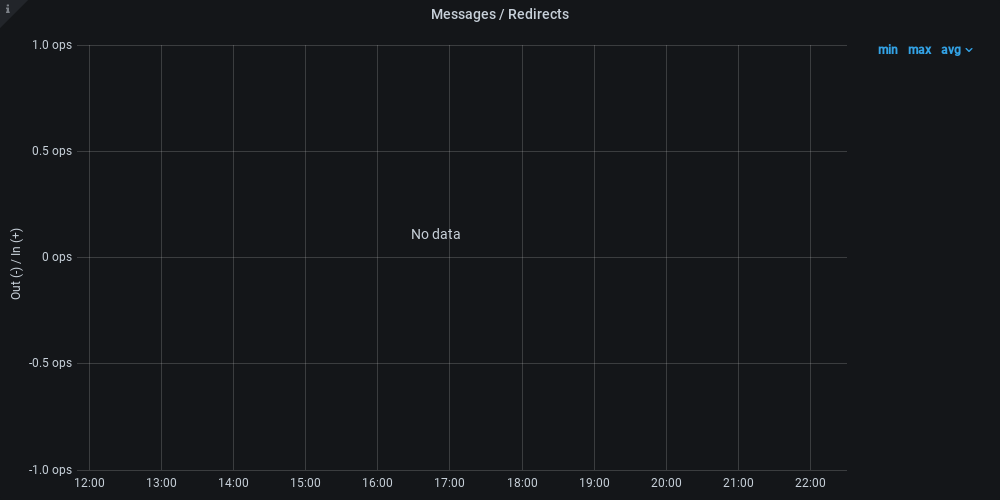 i
Messages / Redirects
min max avg
1.0 ops
0.5 ops
0 ops
-0.5 ops
-1.0 ops
Out (-) / In (+)
No data
12:00 13:00 14:00 15:00 16:00 17:00 18:00 19:00 20:00 21:00 22:00